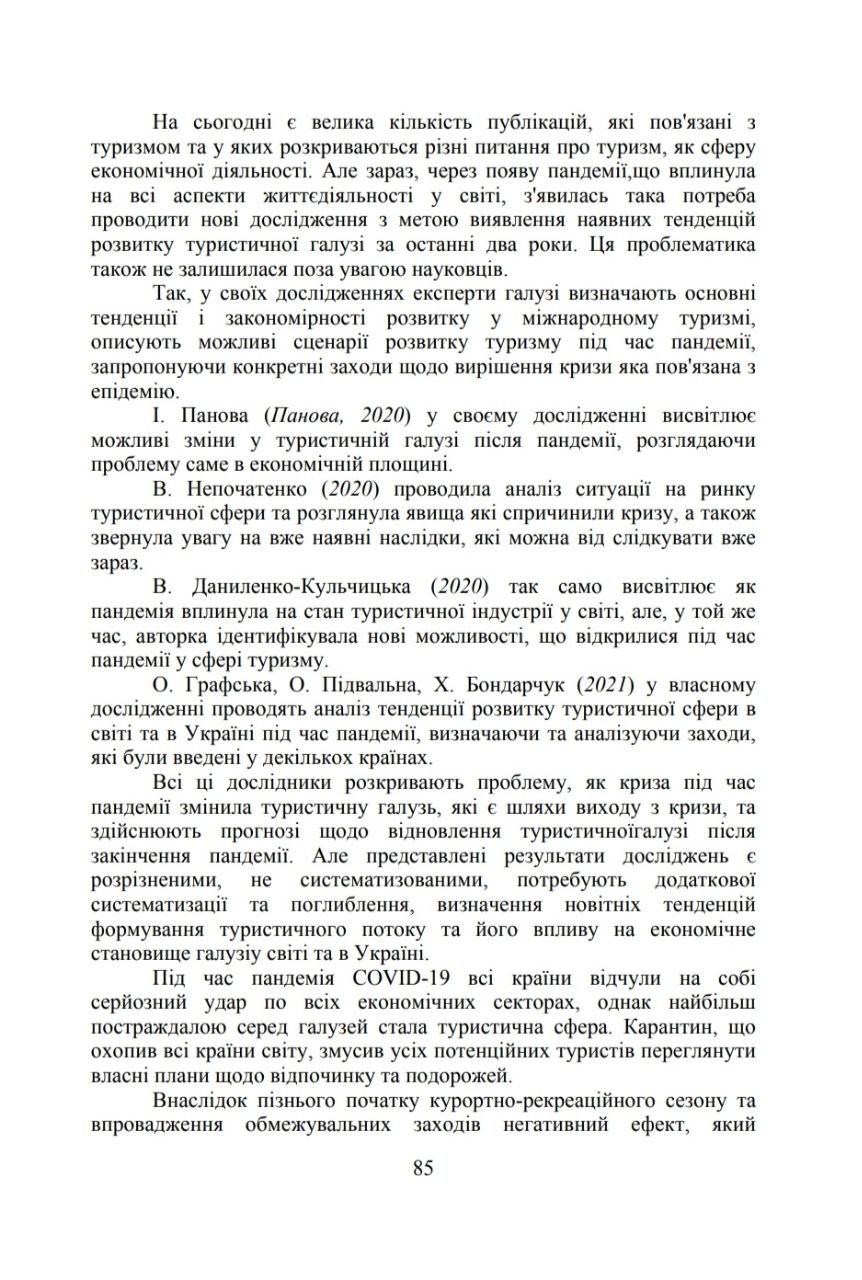 На сьогодні є велика кількість публікацій, які пов'язані з
туризмом та у яких розкриваються різні питання про туризм, як сферу
економічної діяльності. Але зараз, через появу пандемії,що вплинула
на всі аспекти життєдіяльності у світі, з'явилась така потреба
проводити нові дослідження з метою виявлення наявних тенденцій
розвитку туристичної галузі за останні два роки. Ця проблематика
також не залишилася поза увагою науковців.
Так, у своїх дослідженнях експерти галузі визначають основні
тенденції і закономірності розвитку у міжнародному туризмі,
описують можливі сценарії розвитку туризму під час пандемії,
запропонуючи конкретні заходи щодо вирішення кризи яка пов'язана з
епідемію.
І. Панова (Панова, 2020) у своєму дослідженні висвітлює
можливі зміни у туристичній галузі після пандемії, розглядаючи
проблему саме в економічній площині.
В. Непочатенко (2020) проводила аналіз ситуації на ринку
туристичної сфери та розглянула явища які спричинили кризу, а також
звернула увагу на вже наявні наслідки, які можна від слідкувати вже
зараз.
В. Даниленко-Кульчицька (2020) так само висвітлює як
пандемія вплинула на стан туристичної індустрії у світі, але, у той же
час, авторка ідентифікувала нові можливості, що відкрилися під час
пандемії у сфері туризму.
О. Графська, О. Підвальна, Х. Бондарчук (2021) у власному
дослідженні проводять аналіз тенденції розвитку туристичної сфери в
світі та в Україні під час пандемії, визначаючи та аналізуючи заходи,
які були введені у декількох країнах.
Всі ці дослідники розкривають проблему, як криза під час
пандемії змінила туристичну галузь, які є шляхи виходу з кризи, та
здійснюють прогнозі щодо відновлення туристичноїгалузі після
закінчення пандемії. Але представлені результати досліджень є
розрізненими, не систематизованими, потребують додаткової
систематизації та поглиблення, визначення новітніх тенденцій
формування туристичного потоку та його впливу на економічне
становище галузіу світі та в Україні.
Під час пандемія COVID-19 всі країни відчули на собі
серйозний удар по всіх економічних секторах, однак найбільш
постраждалою серед галузей стала туристична сфера. Карантин, що
охопив всі країни світу, змусив усіх потенційних туристів переглянути
власні плани щодо відпочинку та подорожей.
Внаслідок пізнього початку курортно-рекреаційного сезону та
впровадження обмежувальних заходів негативний ефект, який
85